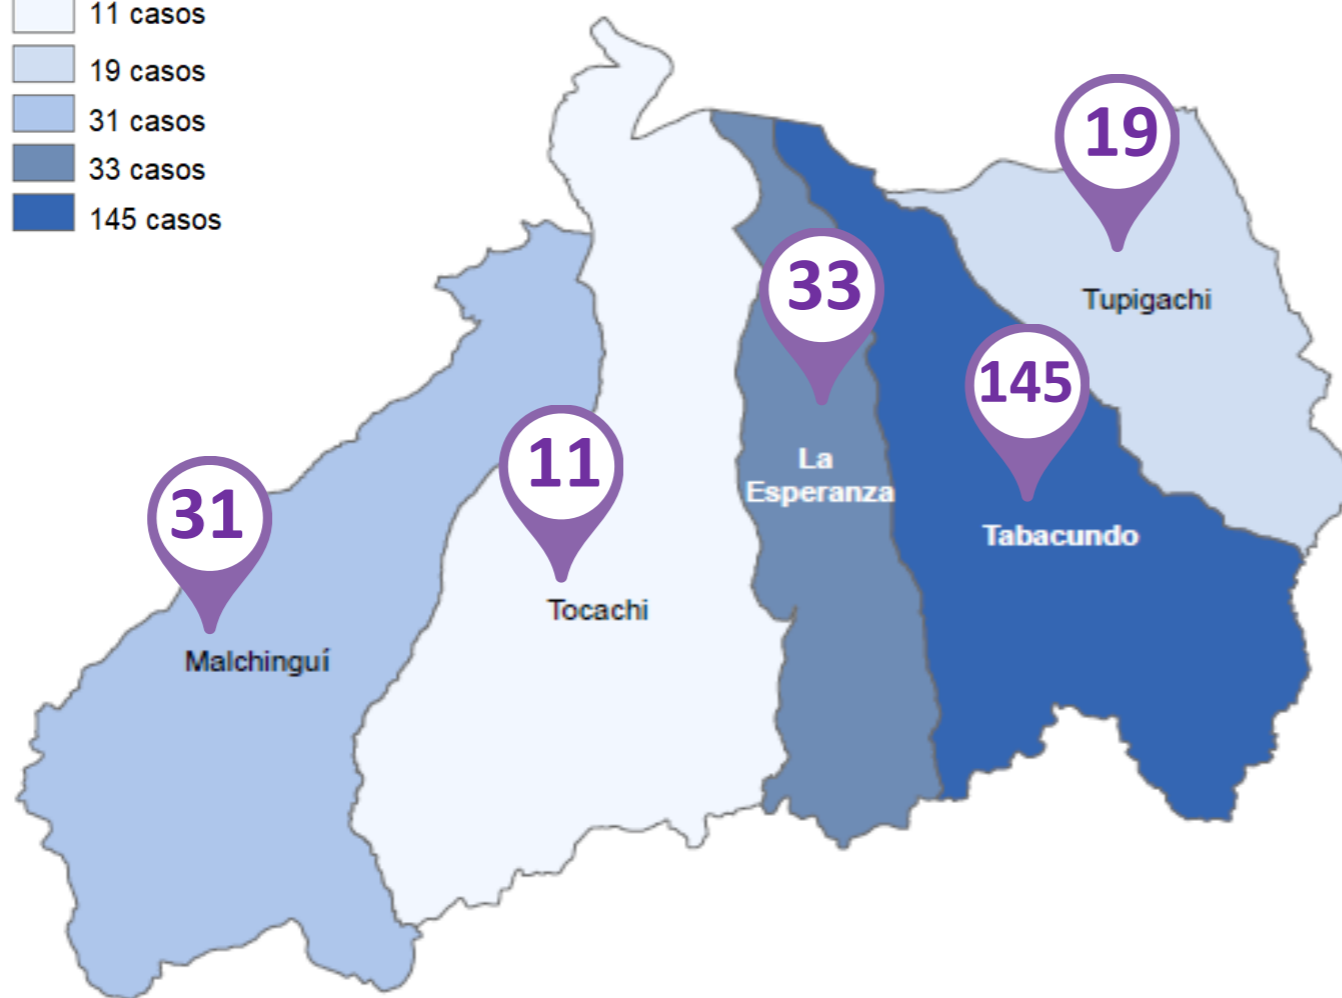 11 casos
19 casos
31 casos
33 casos
145 casos
19
Tupigachi
33
La
Esperanza
145
Tabacundo
11
Tocachi
31
Malchinguí